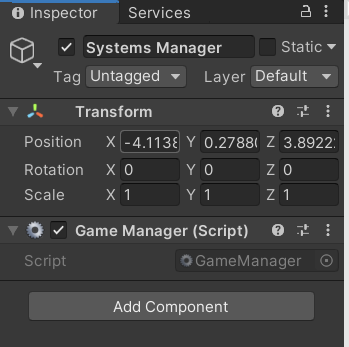 Inspector Services
Systems Manager Static
Tag Untagged Layer Default
Transform
Position X -4.1138 Y 0.27880 Z 3.8922
Rotation X 0 Y 0 Z 0
Scale X 1 Y 1 Z 1
Game Manager (Script)
Script GameManager
Add Component